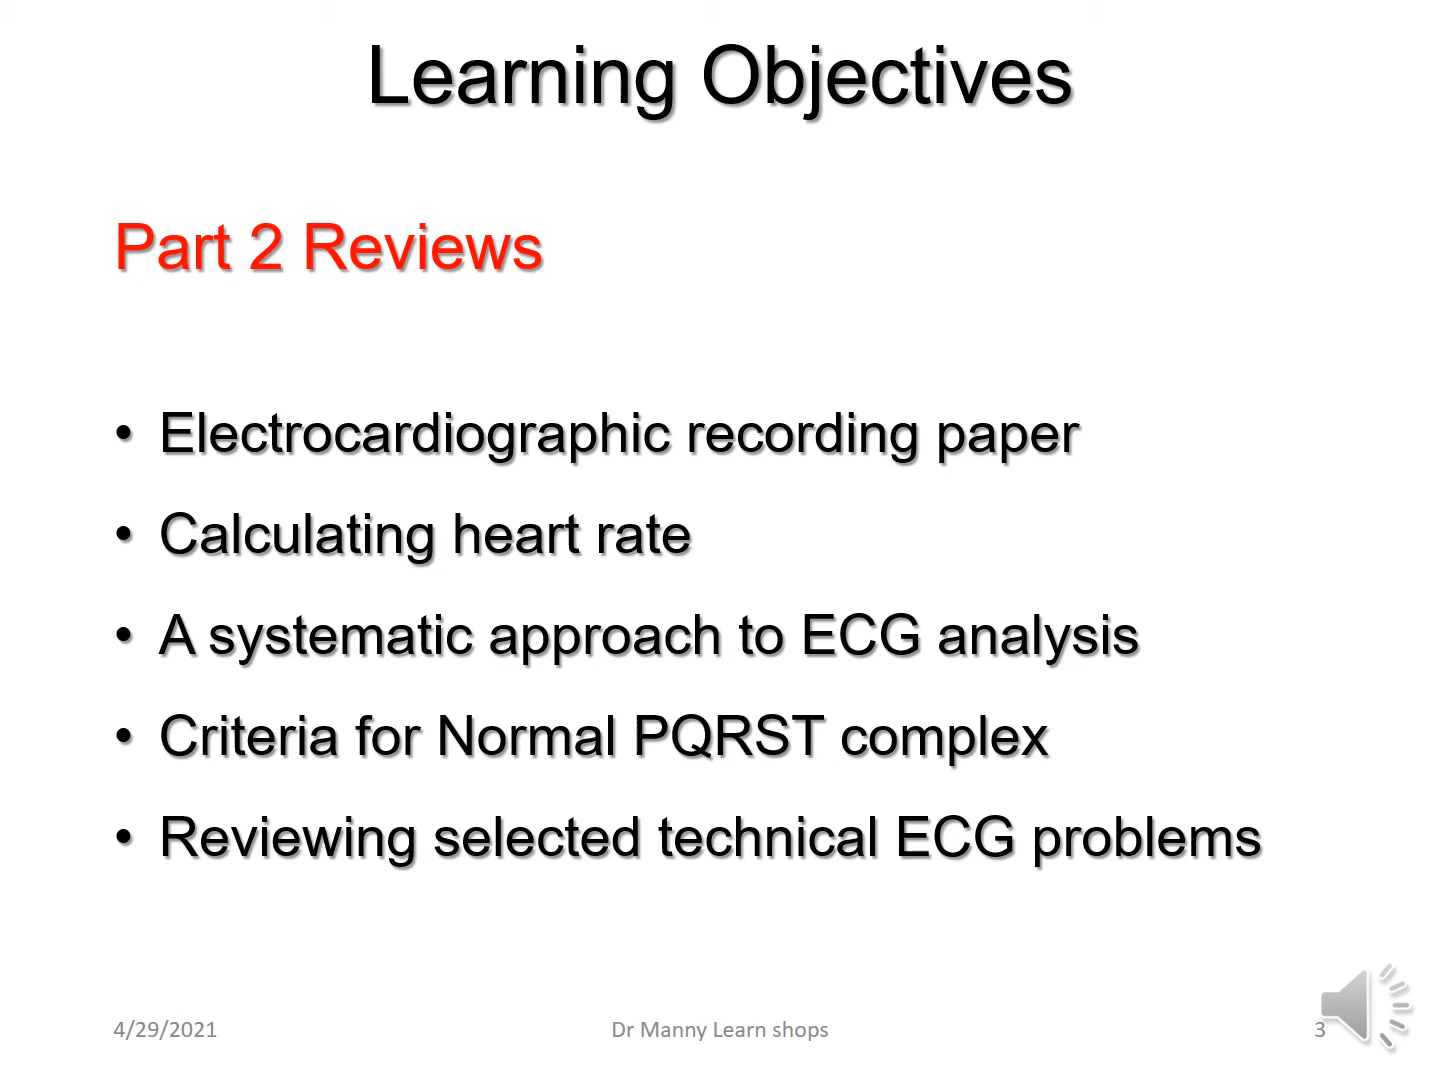 Learning Objectives
Part 2 Reviews
• Electrocardiographic recording paper
• Calculating heart rate
• A systematic approach to ECG analysis
• Criteria for Normal PQRST complex
• Reviewing selected technical ECG problems
4/29/2021
Dr Manny Learn shops
3